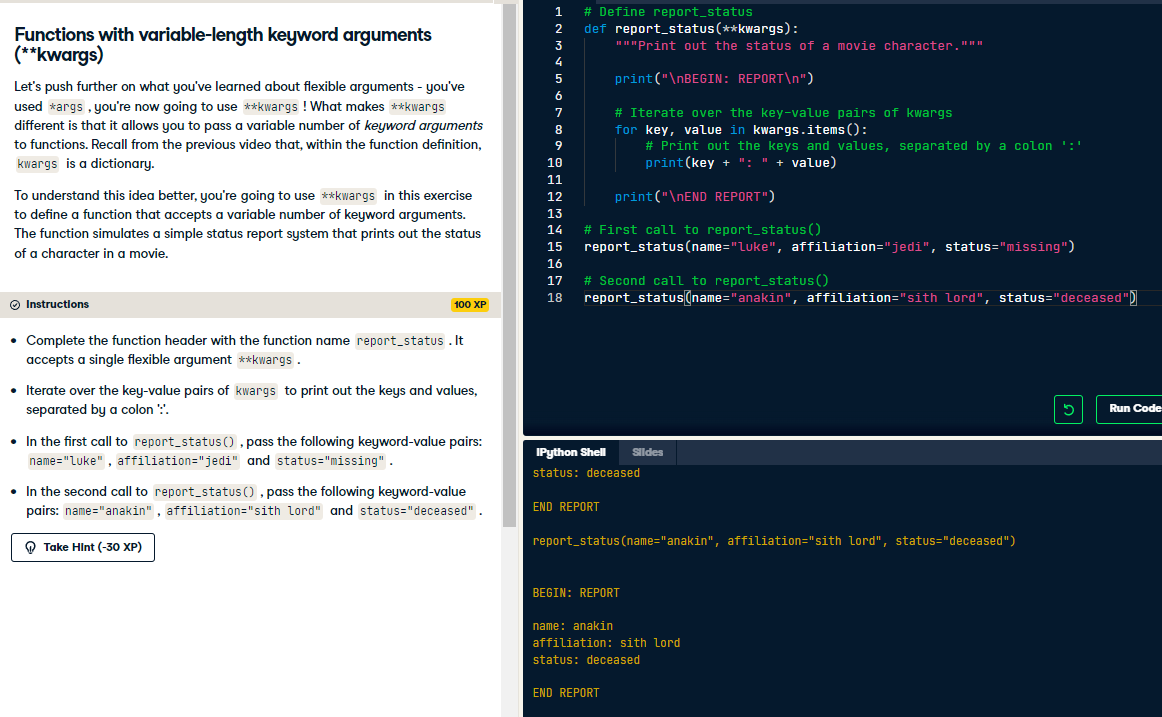 Functions with variable-length keyword arguments
(**kwargs)
Let's push further on what you've learned about flexible arguments - you've
used *args , you're now going to use **kwargs ! What makes **kwargs
different is that it allows you to pass a variable number of keyword arguments
to functions. Recall from the previous video that, within the function definition,
kwargs is a dictionary.
To understand this idea better, you're going to use **kwargs in this exercise
to define a function that accepts a variable number of keyword arguments.
The function simulates a simple status report system that prints out the status
of a character in a movie.
Instructions 100 XP
• Complete the function header with the function name report_status . It
accepts a single flexible argument **kwargs .
• Iterate over the key-value pairs of kwargs to print out the keys and values,
separated by a colon ':'.
• In the first call to report_status() , pass the following keyword-value pairs:
name="luke" , affiliation="jedi" and status="missing" .
• In the second call to report_status() , pass the following keyword-value
pairs: name="anakin" , affiliation="sith lord" and status="deceased" .
Take Hint (-30 XP)
1 # Define report_status
2 def report_status(**kwargs):
3 """Print out the status of a movie character."""
4
5 print("\nBEGIN: REPORT\n")
6
7 # Iterate over the key-value pairs of kwargs
8 for key, value in kwargs.items():
9 # Print out the keys and values, separated by a colon ':'
10 print(key + ": " + value)
11
12 print("\nEND REPORT")
13
14 # First call to report_status()
15 report_status(name="luke", affiliation="jedi", status="missing")
16
17 # Second call to report_status()
18 report_status(name="anakin", affiliation="sith lord", status="deceased")
Run Code
IPython Shell Slides
status: deceased
END REPORT
report_status(name="anakin", affiliation="sith lord", status="deceased")
BEGIN: REPORT
name: anakin
affiliation: sith lord
status: deceased
END REPORT